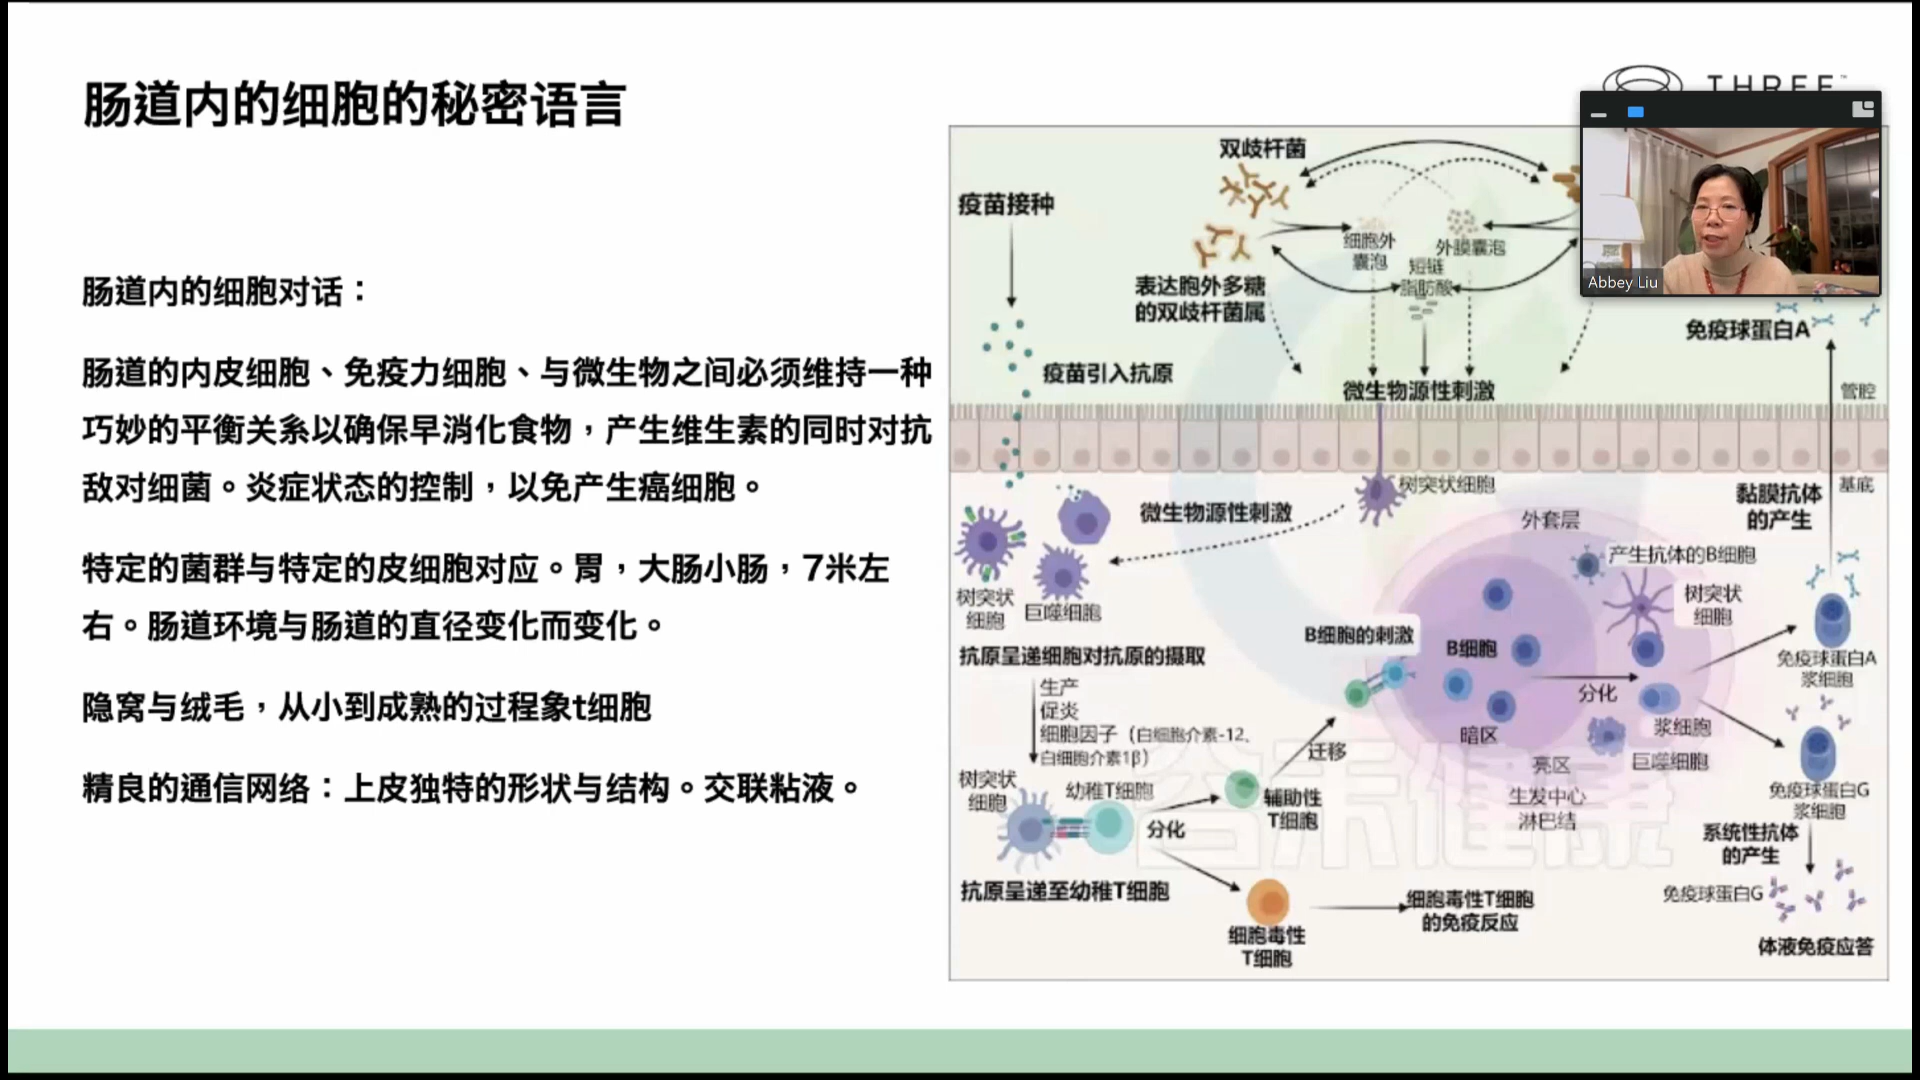 肠道内的细胞的秘密语言
THREE
Abbey Liu
肠道内的细胞对话：
肠道的内皮细胞、免疫力细胞、与微生物之间必须维持一种
巧妙的平衡关系以确保早消化食物，产生维生素的同时对抗
敌对细菌。炎症状态的控制，以免产生癌细胞。
特定的菌群与特定的皮细胞对应。胃，大肠小肠，7米左
右。肠道环境与肠道的直径变化而变化。
隐窝与绒毛，从小到成熟的过程象t细胞
精良的通信网络：上皮独特的形状与结构。交联粘液。
双歧杆菌
疫苗接种
细胞外
囊泡
外膜囊泡
短链
脂肪酸
表达胞外多糖
的双歧杆菌属
免疫球蛋白A
疫苗引入抗原
微生物源性刺激
管腔
树突状细胞
基底
黏膜抗体
的产生
微生物源性刺激
外套层
产生抗体的B细胞
树突状
细胞
树突状
细胞
巨噬细胞
B细胞的刺激
B细胞
抗原呈递细胞对抗原的摄取
免疫球蛋白A
浆细胞
生产
促炎
细胞因子（白细胞介素-12、
白细胞介素1β）
分化
迁移
暗区
浆细胞
巨噬细胞
亮区
生发中心
淋巴结
树突状
细胞
幼稚T细胞
分化
辅助性
T细胞
免疫球蛋白G
浆细胞
系统性抗体
的产生
抗原呈递至幼稚T细胞
免疫球蛋白G
细胞毒性
T细胞
细胞毒性T细胞
的免疫反应
体液免疫应答
谷禾健康